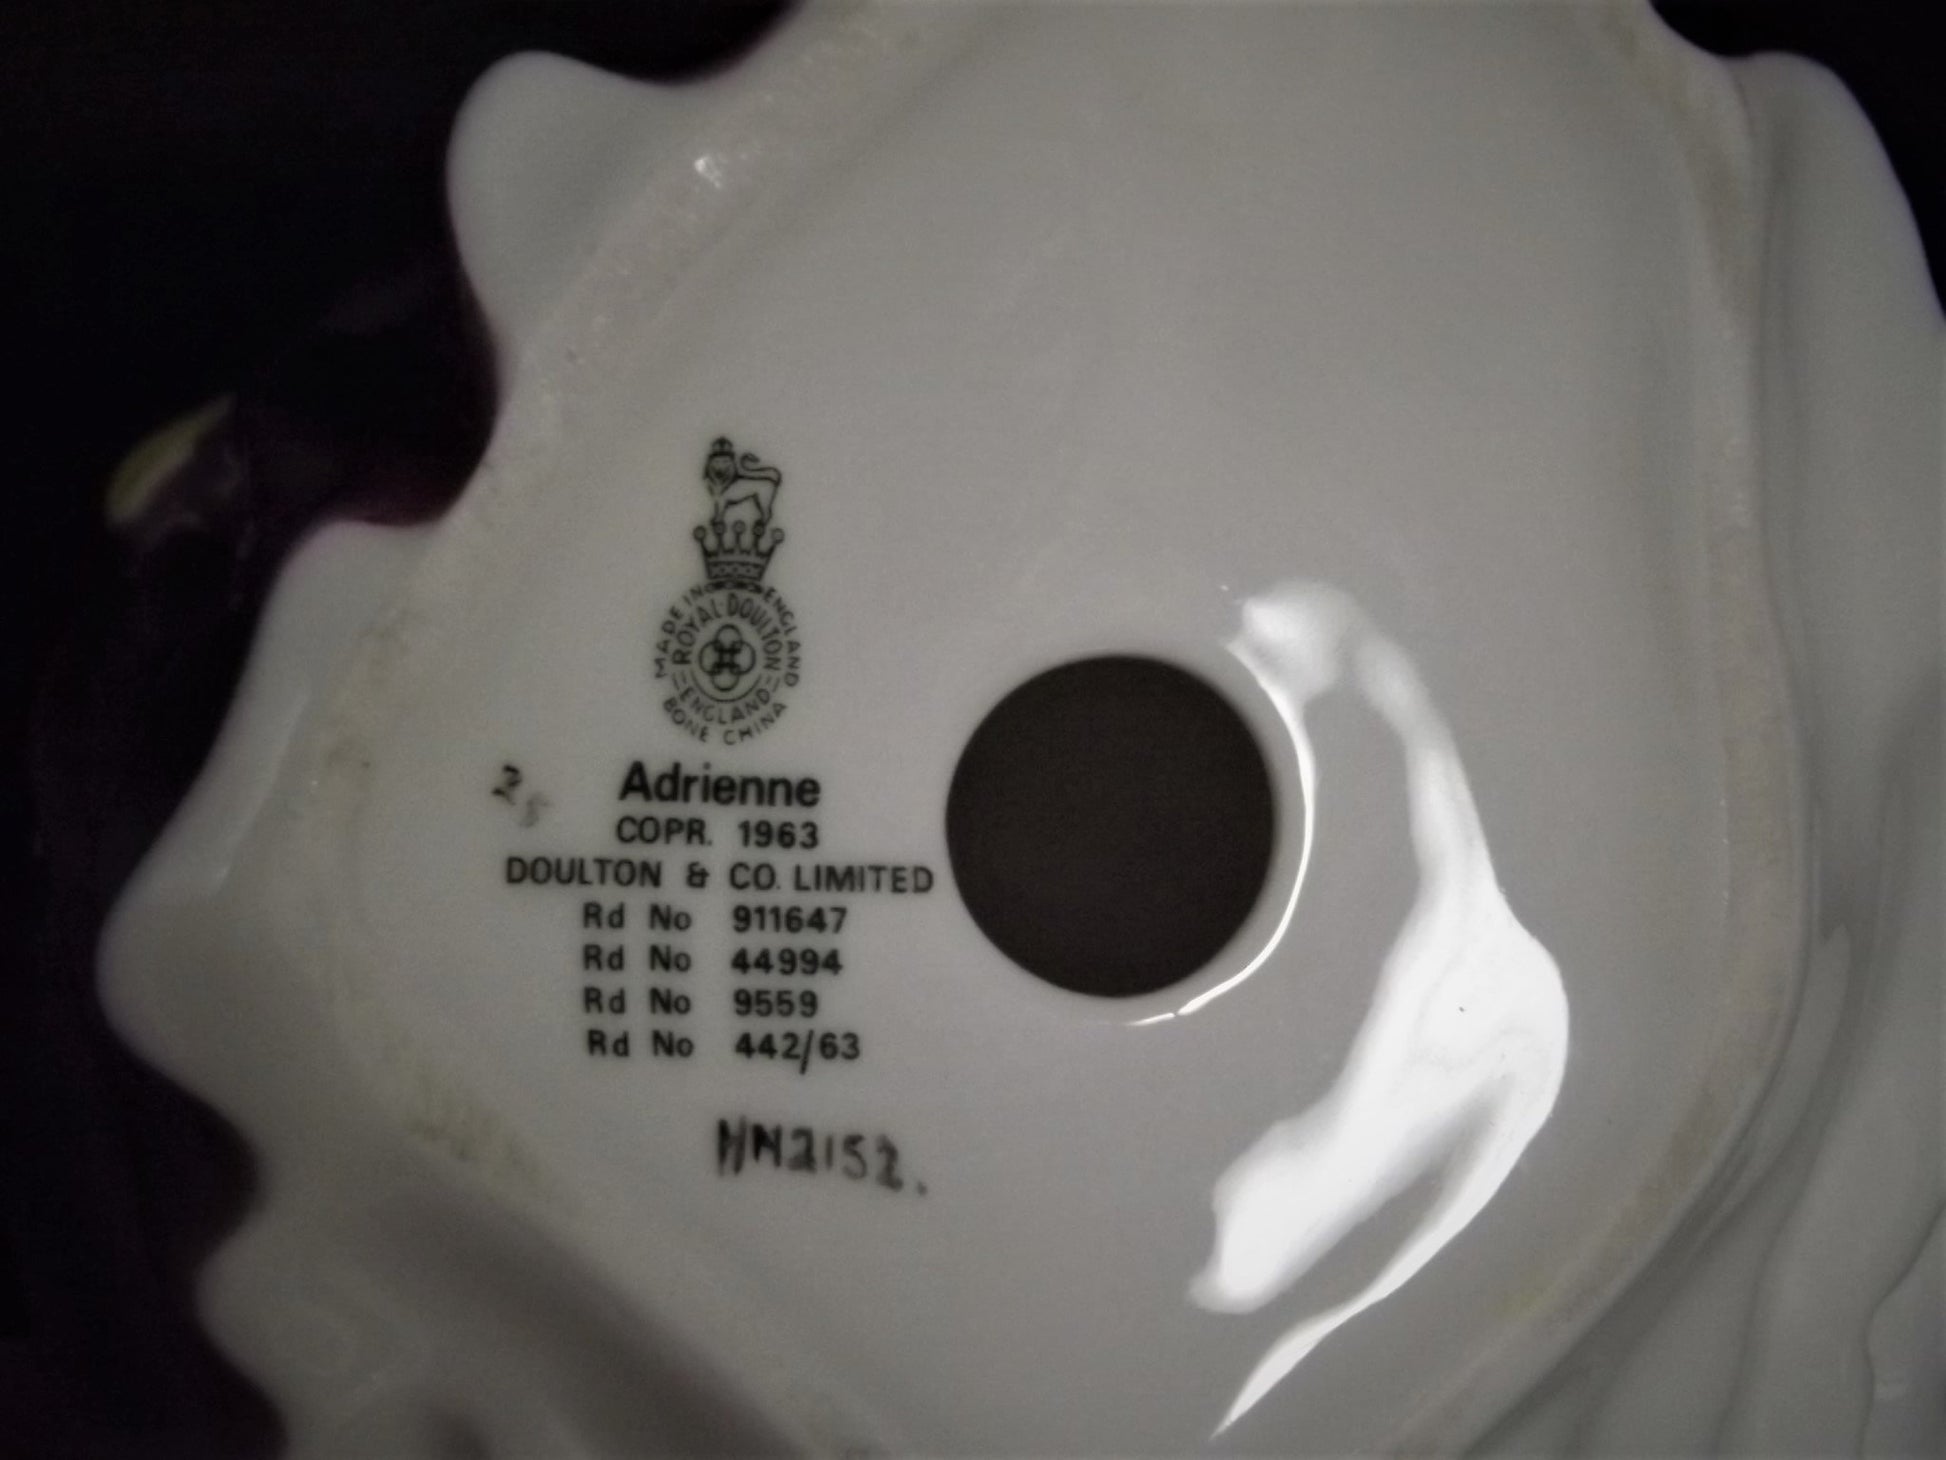 MADE IN ENGLAND
ROYAL DOULTON
ENGLAND
BONE CHINA
Adrienne
COPR. 1963
DOULTON & CO. LIMITED
Rd No 911647
Rd No 44994
Rd No 9559
Rd No 442/63
HN2152.